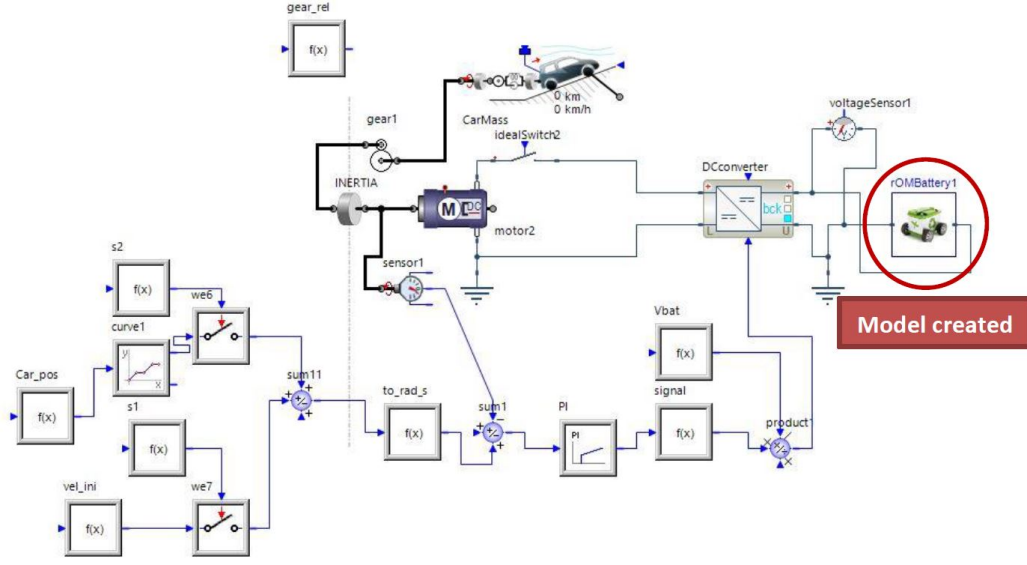 gear_rel
f(x)
0 km
0 km/h
voltageSensor1
gear1
CarMass
idealSwitch2
DCconverter
rOMBattery1
INERTIA
M
DC
bck
L
U
motor2
s2
sensor1
f(x)
we6
Vbat
Model created
curve1
f(x)
y
x
Car_pos
sum11
to_rad_s
sum1
PI
signal
f(x)
s1
f(x)
PI
f(x)
product1
f(x)
vel_ini
we7
f(x)